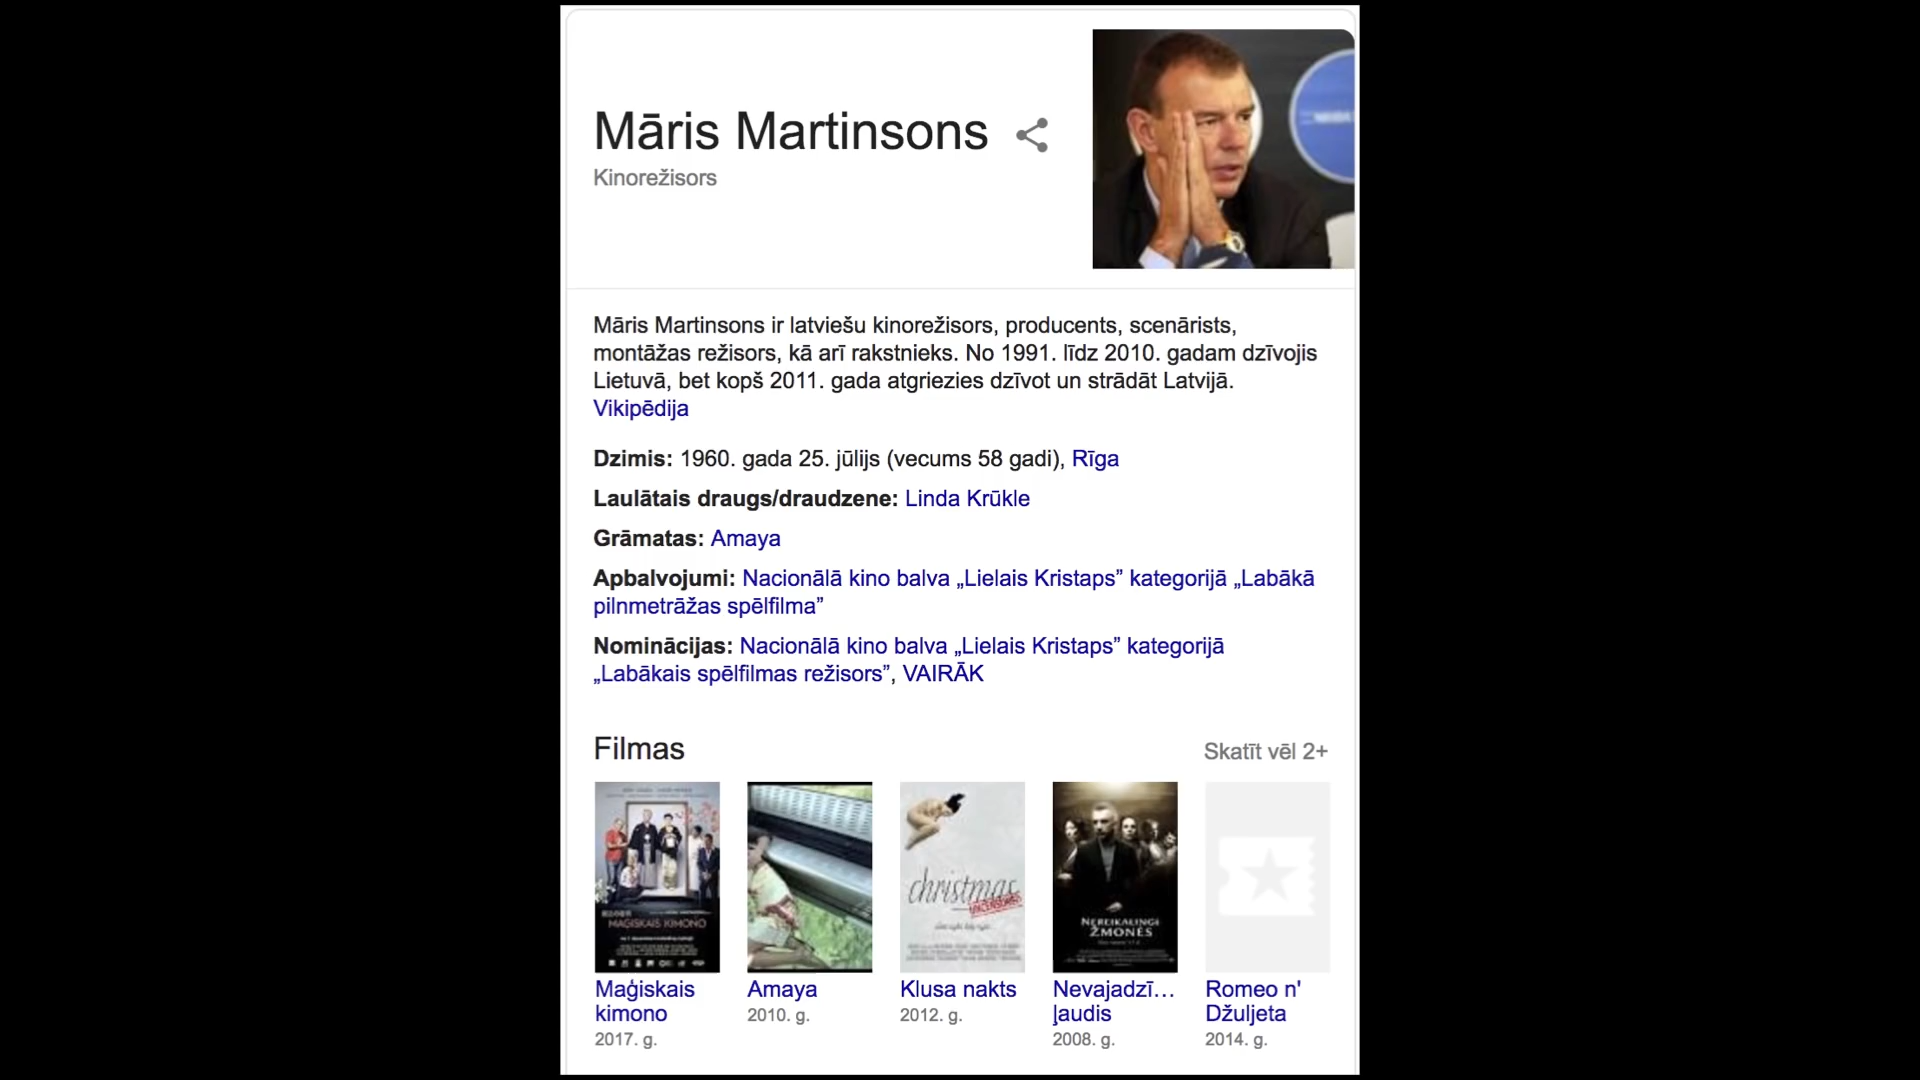 Māris Martinsons
Kinorežisors
Māris Martinsons ir latviešu kinorežisors, producents, scenārists,
montāžas režisors, kā arī rakstnieks. No 1991. līdz 2010. gadam dzīvojis
Lietuvā, bet kopš 2011. gada atgriezies dzīvot un strādāt Latvijā.
Vikipēdija
Dzimis: 1960. gada 25. jūlijs (vecums 58 gadi), Rīga
Laulātais draugs/draudzene: Linda Krūkle
Grāmatas: Amaya
Apbalvojumi: Nacionālā kino balva „Lielais Kristaps” kategorijā „Labākā
pilnmetrāžas spēlfilma”
Nominācijas: Nacionālā kino balva „Lielais Kristaps” kategorijā
„Labākais spēlfilmas režisors”, VAIRĀK
Filmas
Skatīt vēl 2+
MAĢISKAIS KIMONO
christmas
UNCENSORED
NEREIKALINGI
ŽMONĖS
Maģiskais
kimono
2017. g.
Amaya
2010. g.
Klusa nakts
2012. g.
Nevajadzī...
ļaudis
2008. g.
Romeo n'
Džuljeta
2014. g.